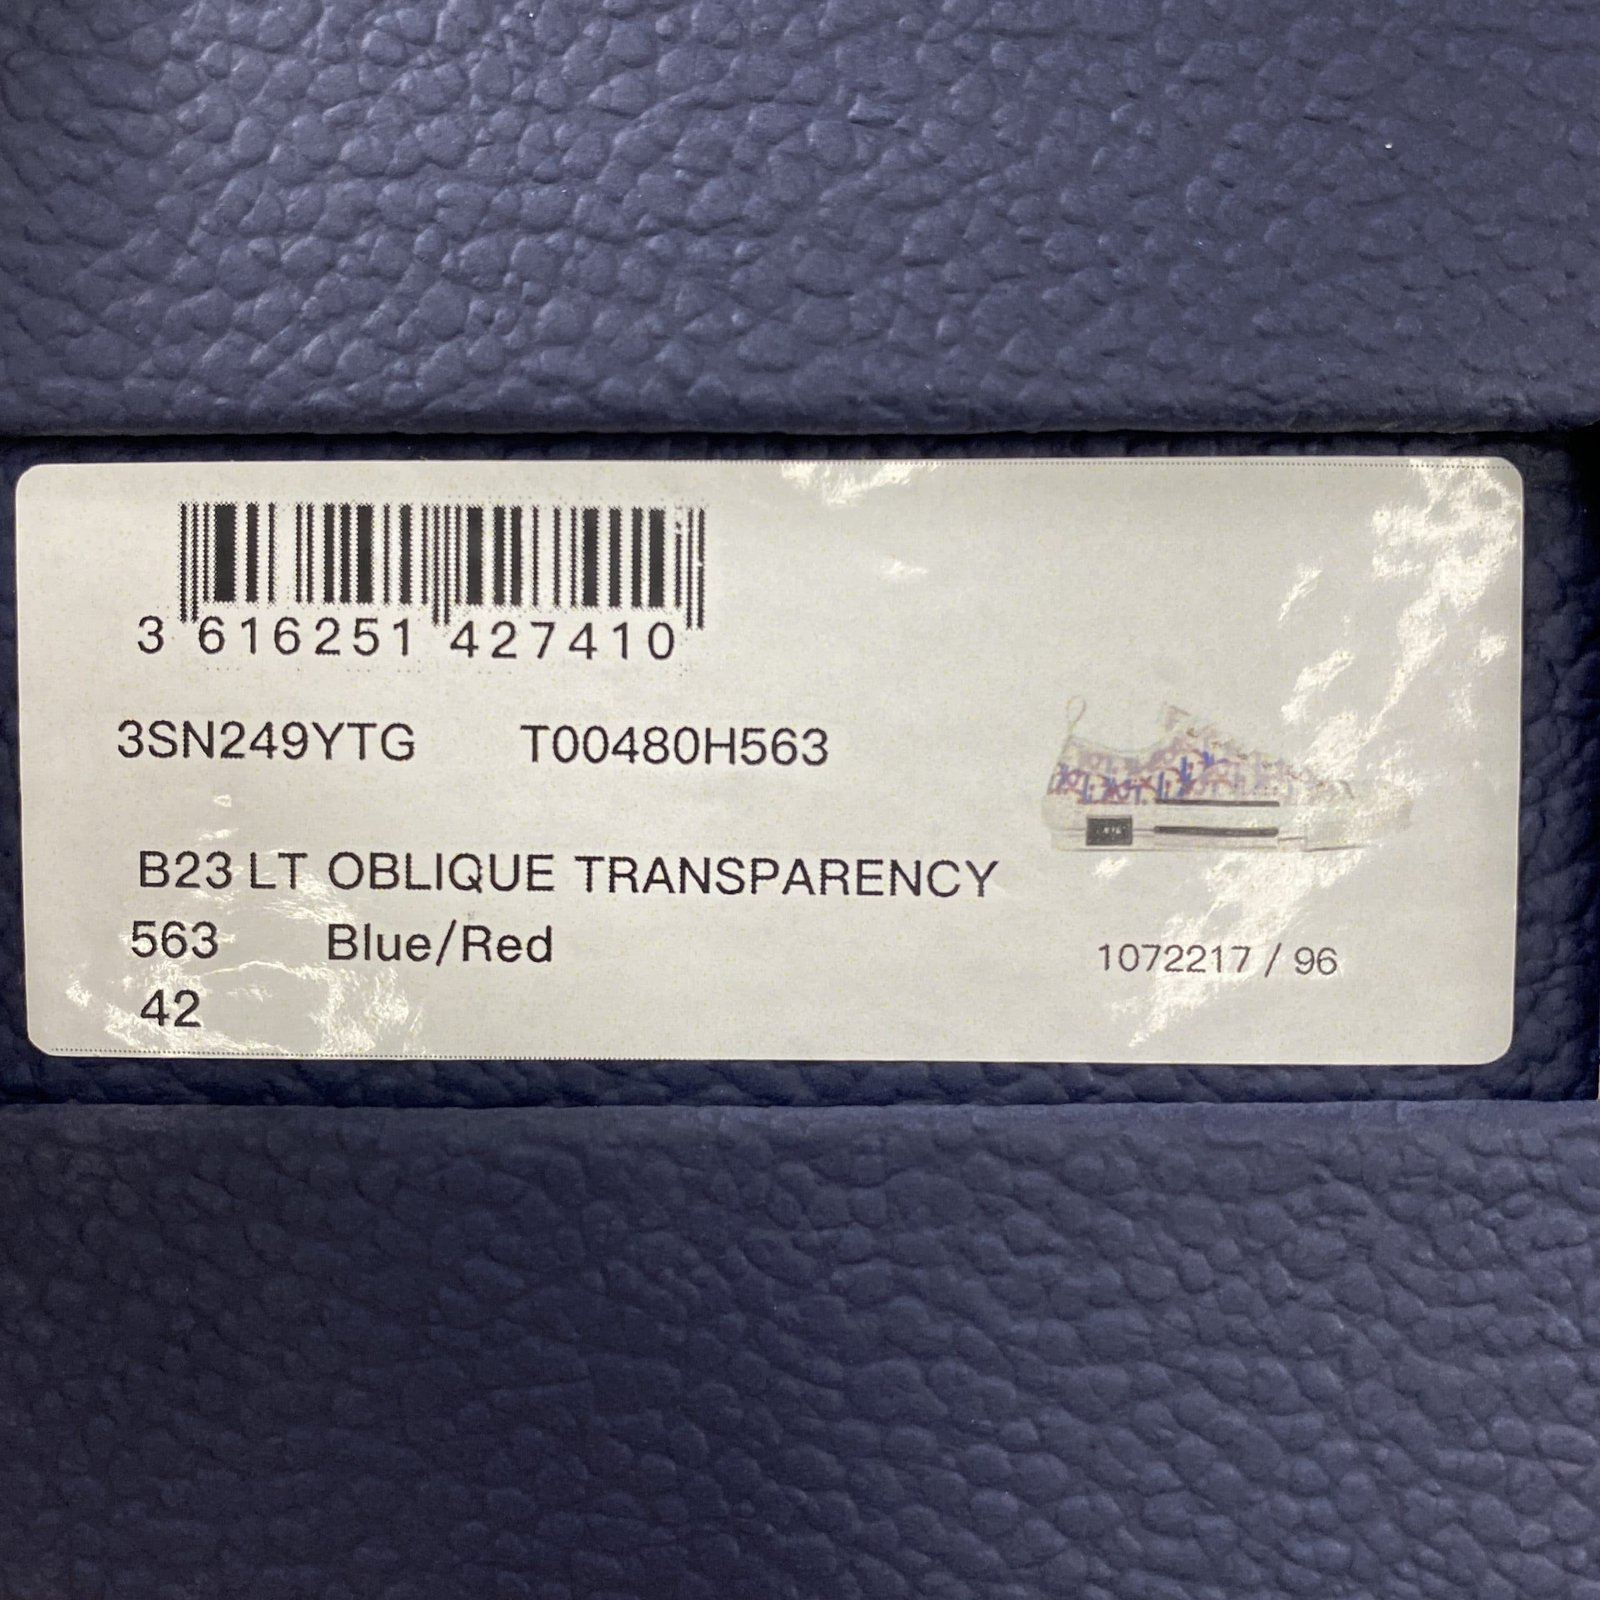 3 616251 427410
3SN249YTG T00480H563
B23 LT OBLIQUE TRANSPARENCY
563 Blue/Red
42
1072217 / 96